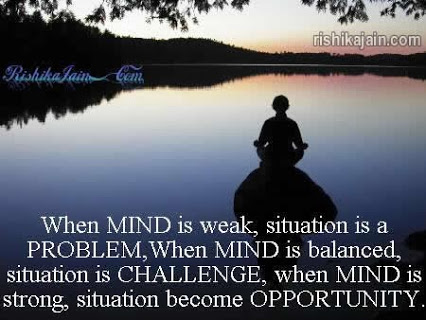 rishikajain.com
RishikaJain.Com
When MIND is weak, situation is a
PROBLEM,When MIND is balanced,
situation is CHALLENGE, when MIND is
strong, situation become OPPORTUNITY.